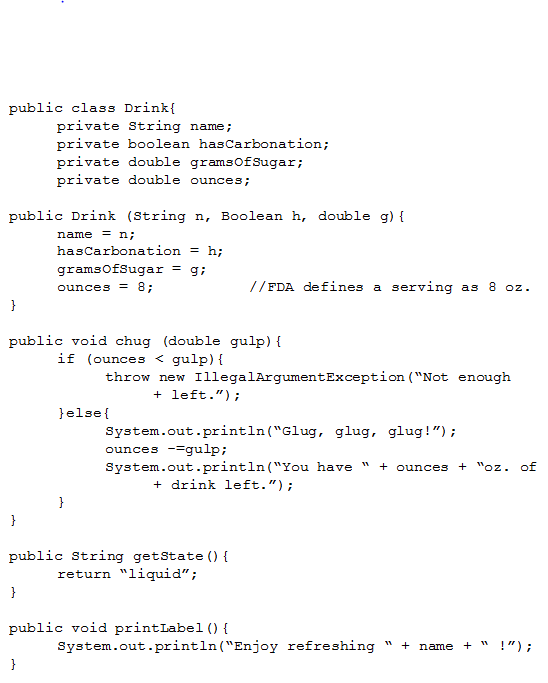 public class Drink{
private String name;
private boolean hasCarbonation;
private double gramsOfSugar;
private double ounces;
public Drink (String n, Boolean h, double g){
name = n;
hasCarbonation = h;
gramsOfSugar = g;
ounces = 8; //FDA defines a serving as 8 oz.
}
public void chug (double gulp){
if (ounces < gulp){
throw new IllegalArgumentException(“Not enough
+ left.”);
}else{
System.out.println(“Glug, glug, glug!”);
ounces -=gulp;
System.out.println(“You have “ + ounces + “oz. of
+ drink left.”);
}
}
public String getState(){
return “liquid”;
}
public void printLabel(){
System.out.println(“Enjoy refreshing “ + name + “ !”);
}